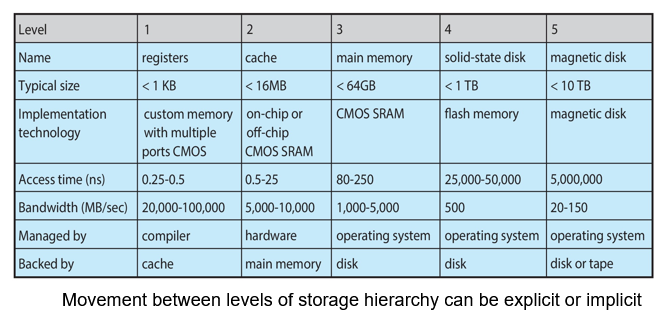 Level 1 2 3 4 5
Name registers cache main memory solid-state disk magnetic disk
Typical size < 1 KB < 16MB < 64GB < 1 TB < 10 TB
Implementation custom memory on-chip or CMOS SRAM flash memory magnetic disk
technology with multiple off-chip
ports CMOS CMOS SRAM
Access time (ns) 0.25-0.5 0.5-25 80-250 25,000-50,000 5,000,000
Bandwidth (MB/sec) 20,000-100,000 5,000-10,000 1,000-5,000 500 20-150
Managed by compiler hardware operating system operating system operating system
Backed by cache main memory disk disk disk or tape
Movement between levels of storage hierarchy can be explicit or implicit